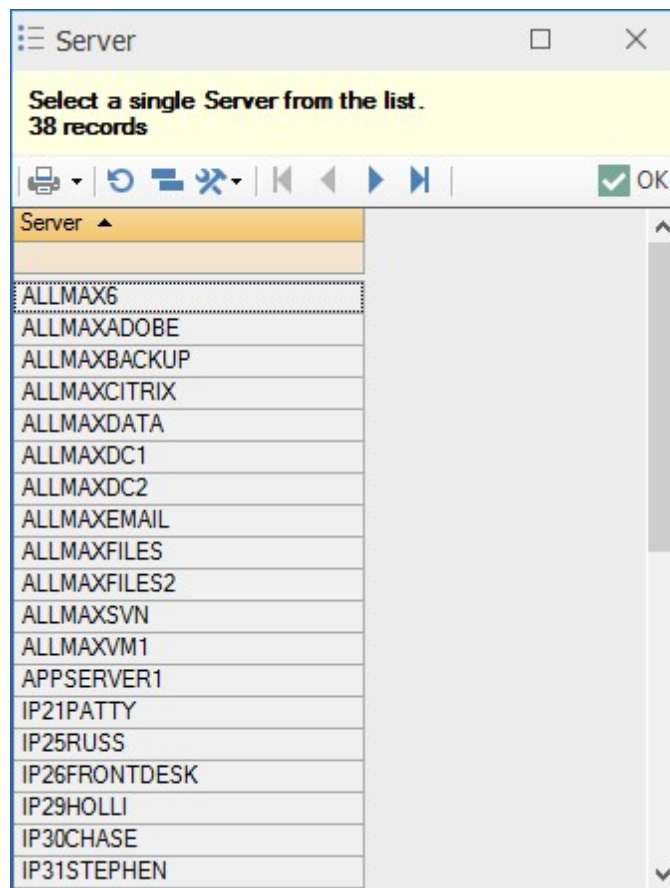 Server
Select a single Server from the list.
38 records
OK
Server
ALLMAX6
ALLMAXADOBE
ALLMAXBACKUP
ALLMAXCITRIX
ALLMAXDATA
ALLMAXDC1
ALLMAXDC2
ALLMAXEMAIL
ALLMAXFILES
ALLMAXFILES2
ALLMAXSVN
ALLMAXVM1
APPSERVER1
IP21PATTY
IP25RUSS
IP26FRONTDESK
IP29HOLLI
IP30CHASE
IP31STEPHEN